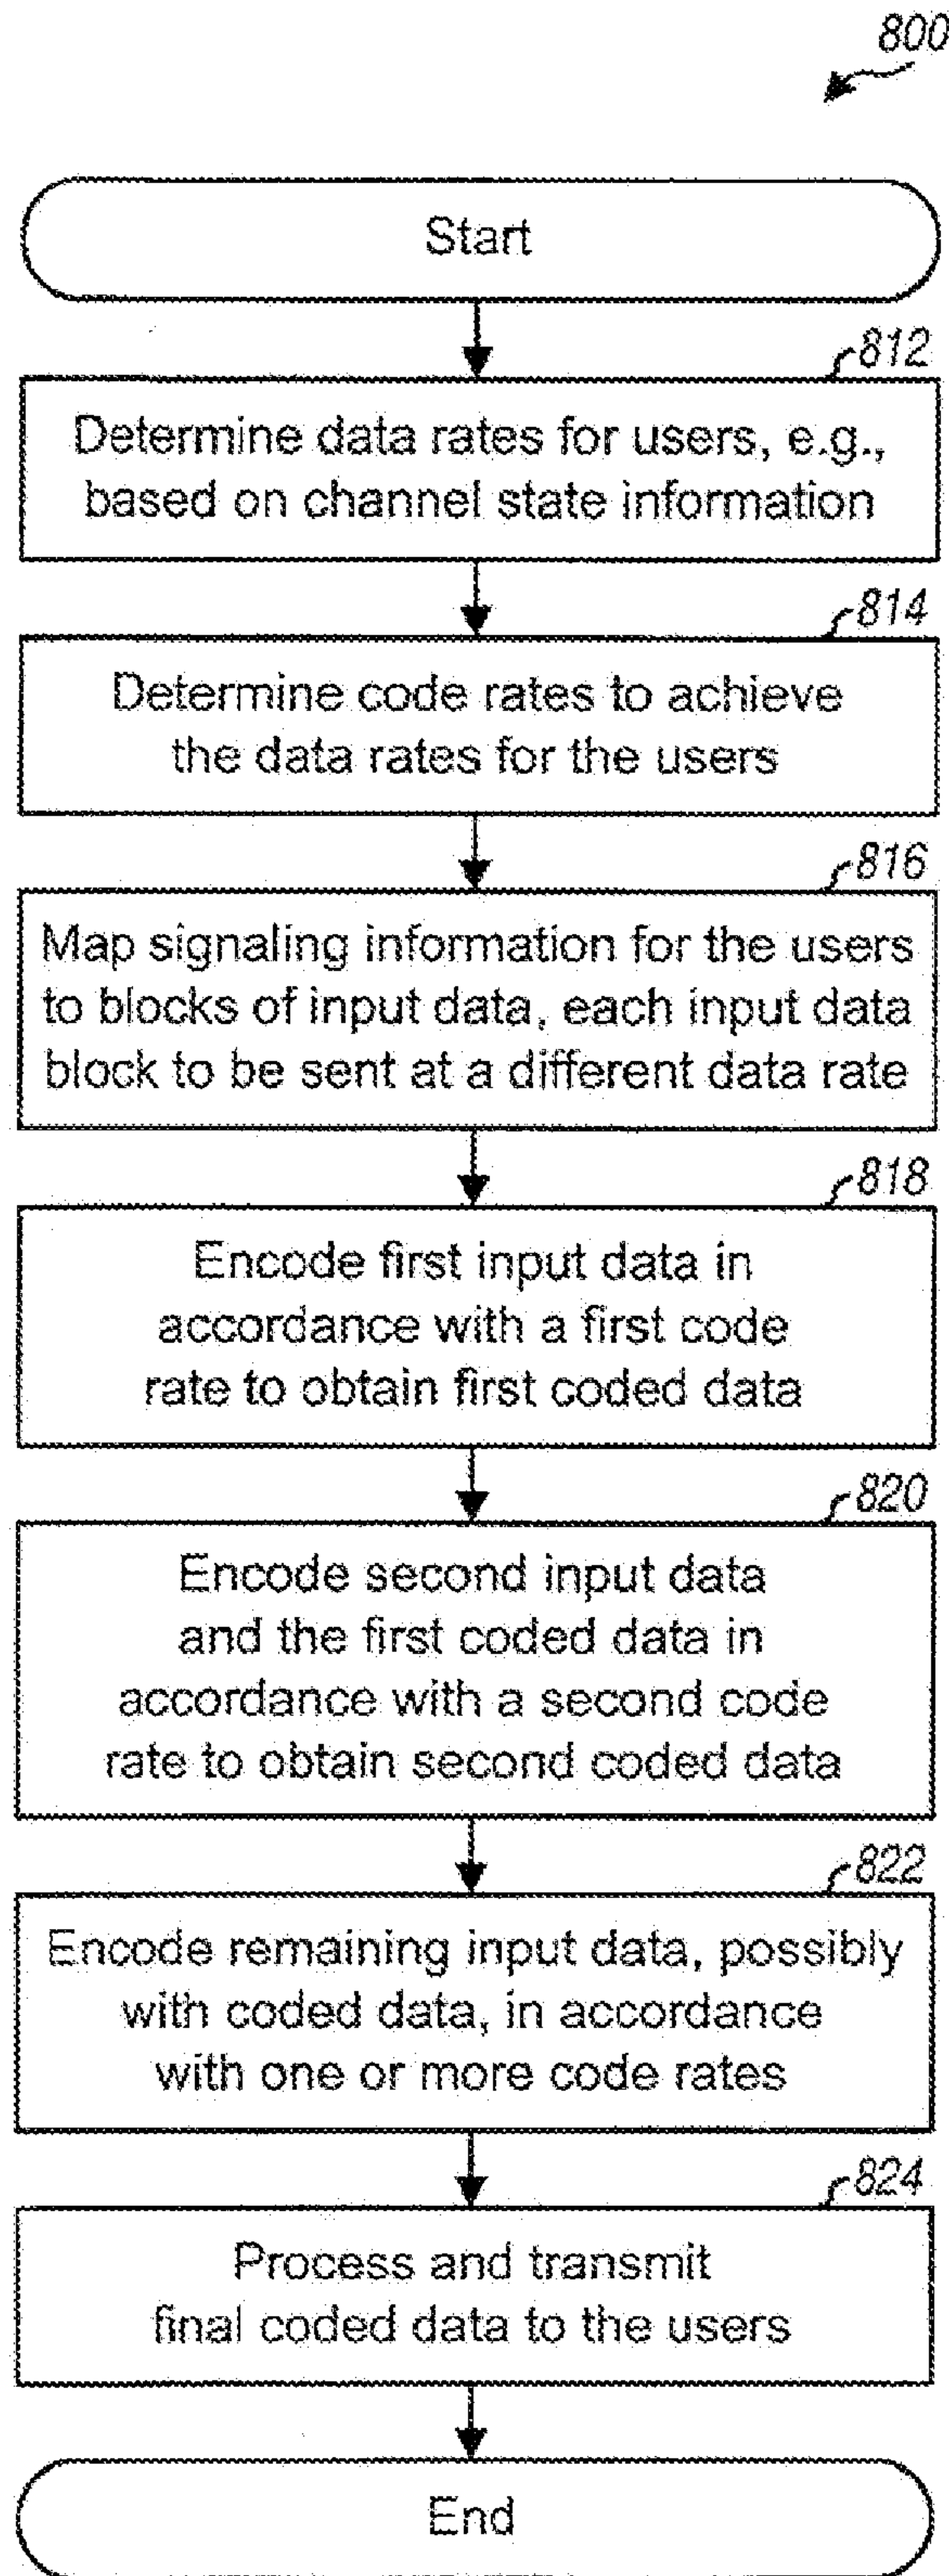 800
Start
812
Determine data rates for users, e.g.,
based on channel state information
814
Determine code rates to achieve
the data rates for the users
816
Map signaling information for the users
to blocks of input data, each input data
block to be sent at a different data rate
818
Encode first input data in
accordance with a first code
rate to obtain first coded data
820
Encode second input data
and the first coded data in
accordance with a second code
rate to obtain second coded data
822
Encode remaining input data, possibly
with coded data, in accordance
with one or more code rates
824
Process and transmit
final coded data to the users
End